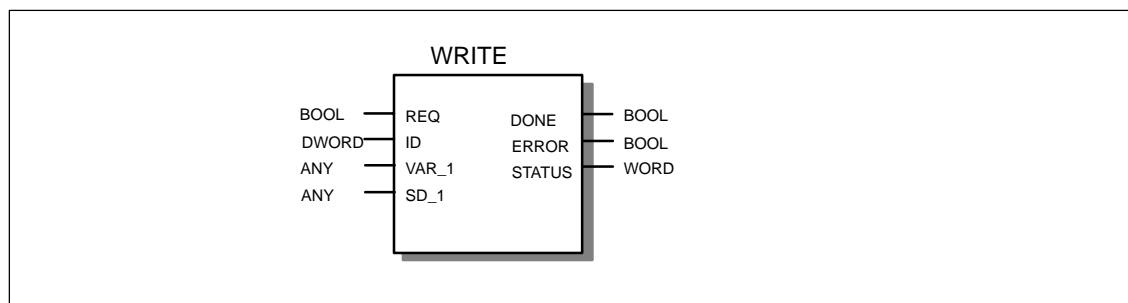 WRITE
BOOL REQ DONE BOOL
DWORD ID ERROR BOOL
ANY VAR_1 STATUS WORD
ANY SD_1